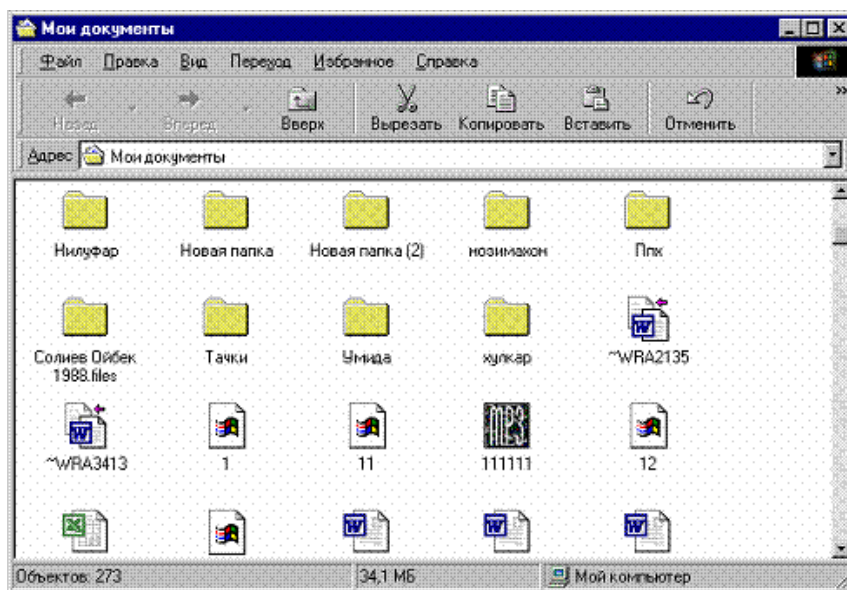 Мои документы
Файл Правка Вид Переход Избранное Справка
Назад Вперед Вверх Вырезать Копировать Вставить Отменить »
Адрес Мои документы
Нилуфар Новая папка Новая папка (2) нозимахон Ппх
Солиев Ойбек 1988.files Тачки Умида хулкар ~WRA2135
~WRA3413 1 11 111111 12
Объектов: 273 34,1 МБ Мой компьютер